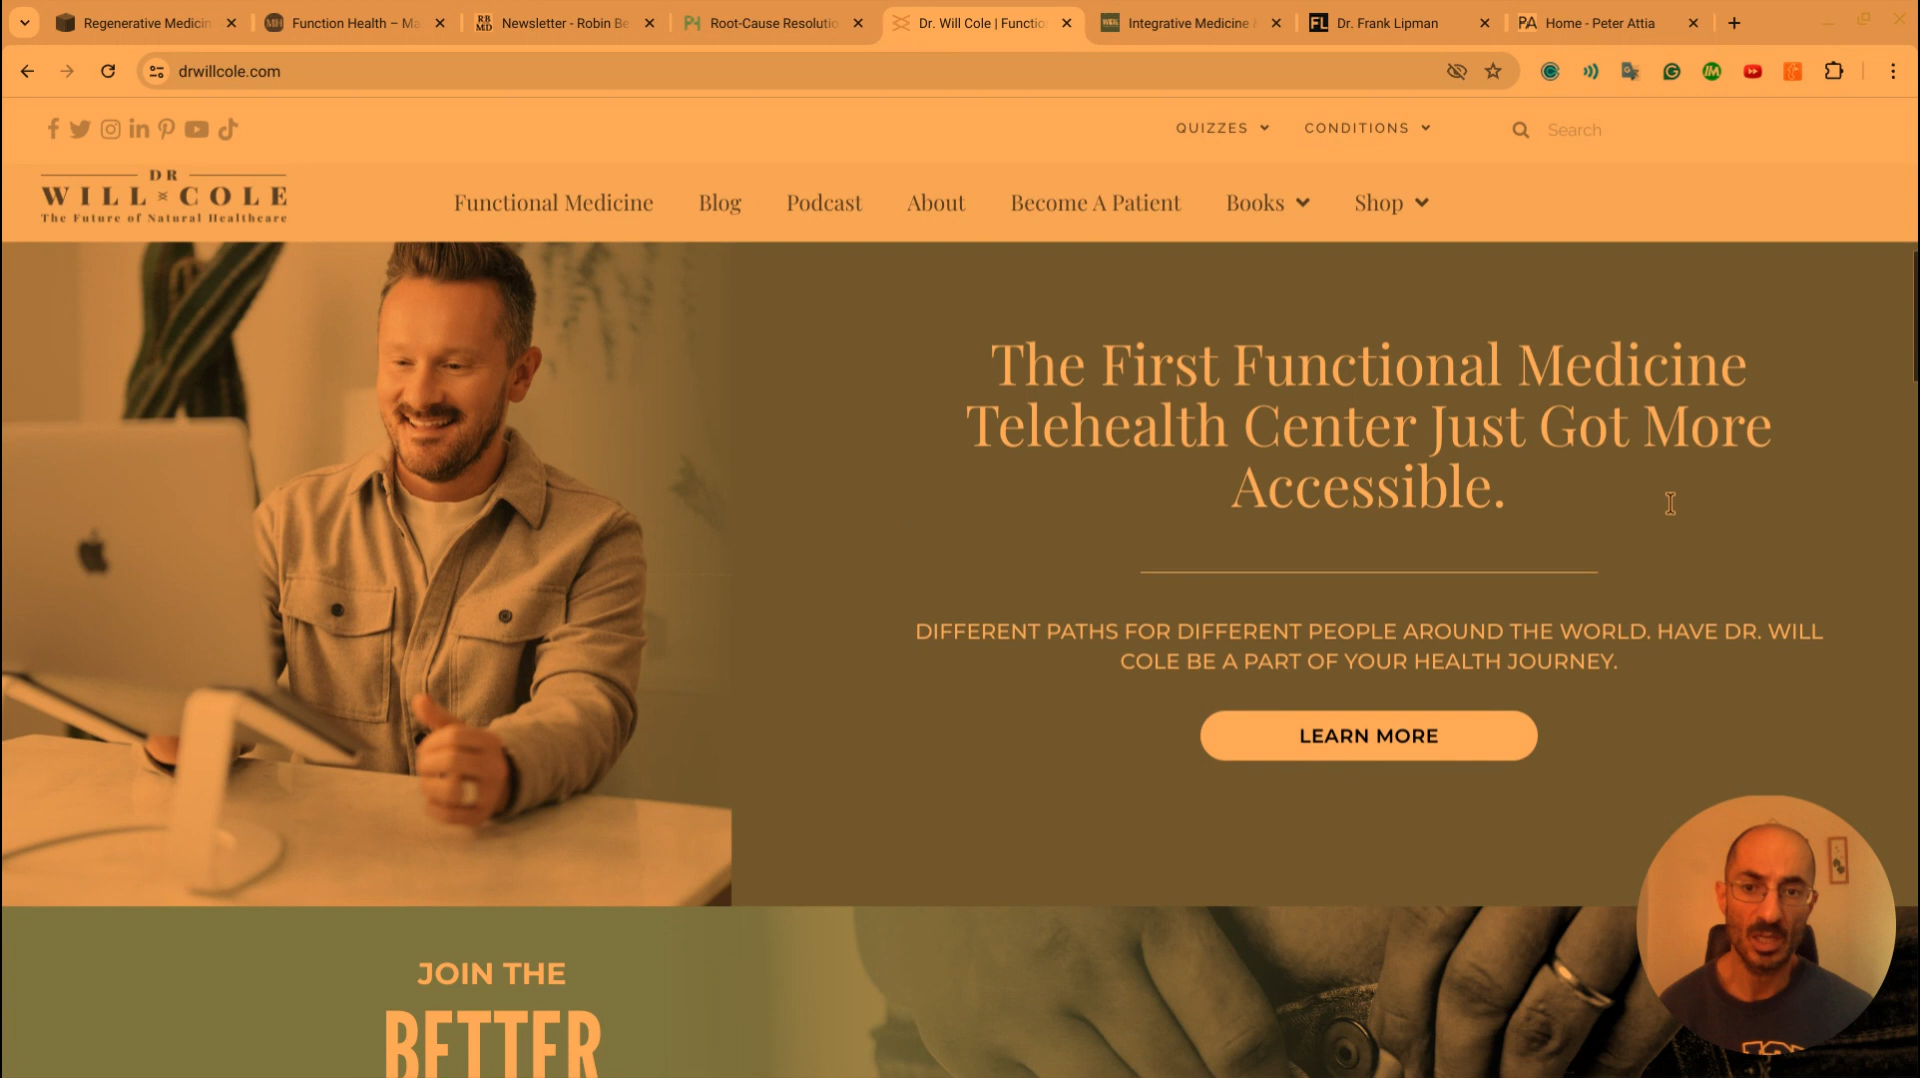 Regenerative Medicin
Function Health – Ma
RB
MD
Newsletter - Robin Be
Root-Cause Resolutio
Dr. Will Cole | Functio
Integrative Medicine &
FL
Dr. Frank Lipman
PA
Home - Peter Attia
drwillcole.com
QUIZZES
CONDITIONS
Search
DR
WILL COLE
The Future of Natural Healthcare
Functional Medicine
Blog
Podcast
About
Become A Patient
Books
Shop
The First Functional Medicine
Telehealth Center Just Got More
Accessible.
DIFFERENT PATHS FOR DIFFERENT PEOPLE AROUND THE WORLD. HAVE DR. WILL
COLE BE A PART OF YOUR HEALTH JOURNEY.
LEARN MORE
JOIN THE
BETTER